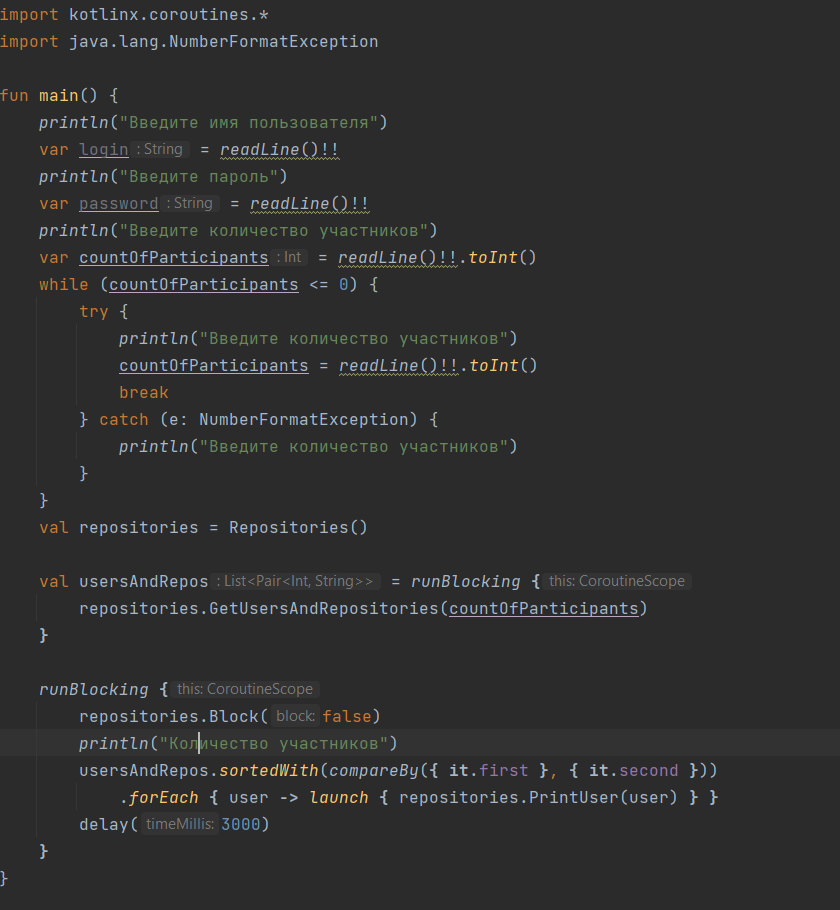 import kotlinx.coroutines.*
import java.lang.NumberFormatException
fun main() {
println("Введите имя пользователя")
var login : String = readLine()!!
println("Введите пароль")
var password : String = readLine()!!
println("Введите количество участников")
var countOfParticipants : Int = readLine()!!.toInt()
while (countOfParticipants <= 0) {
try {
println("Введите количество участников")
countOfParticipants = readLine()!!.toInt()
break
} catch (e: NumberFormatException) {
println("Введите количество участников")
}
}
val repositories = Repositories()
val usersAndRepos : List<Pair<Int, String>> = runBlocking { this: CoroutineScope
repositories.GetUsersAndRepositories(countOfParticipants)
}
runBlocking { this: CoroutineScope
repositories.Block( block: false)
println("Количество участников")
usersAndRepos.sortedWith(compareBy({ it.first }, { it.second }))
.forEach { user -> launch { repositories.PrintUser(user) } }
delay( timeMillis: 3000)
}
}